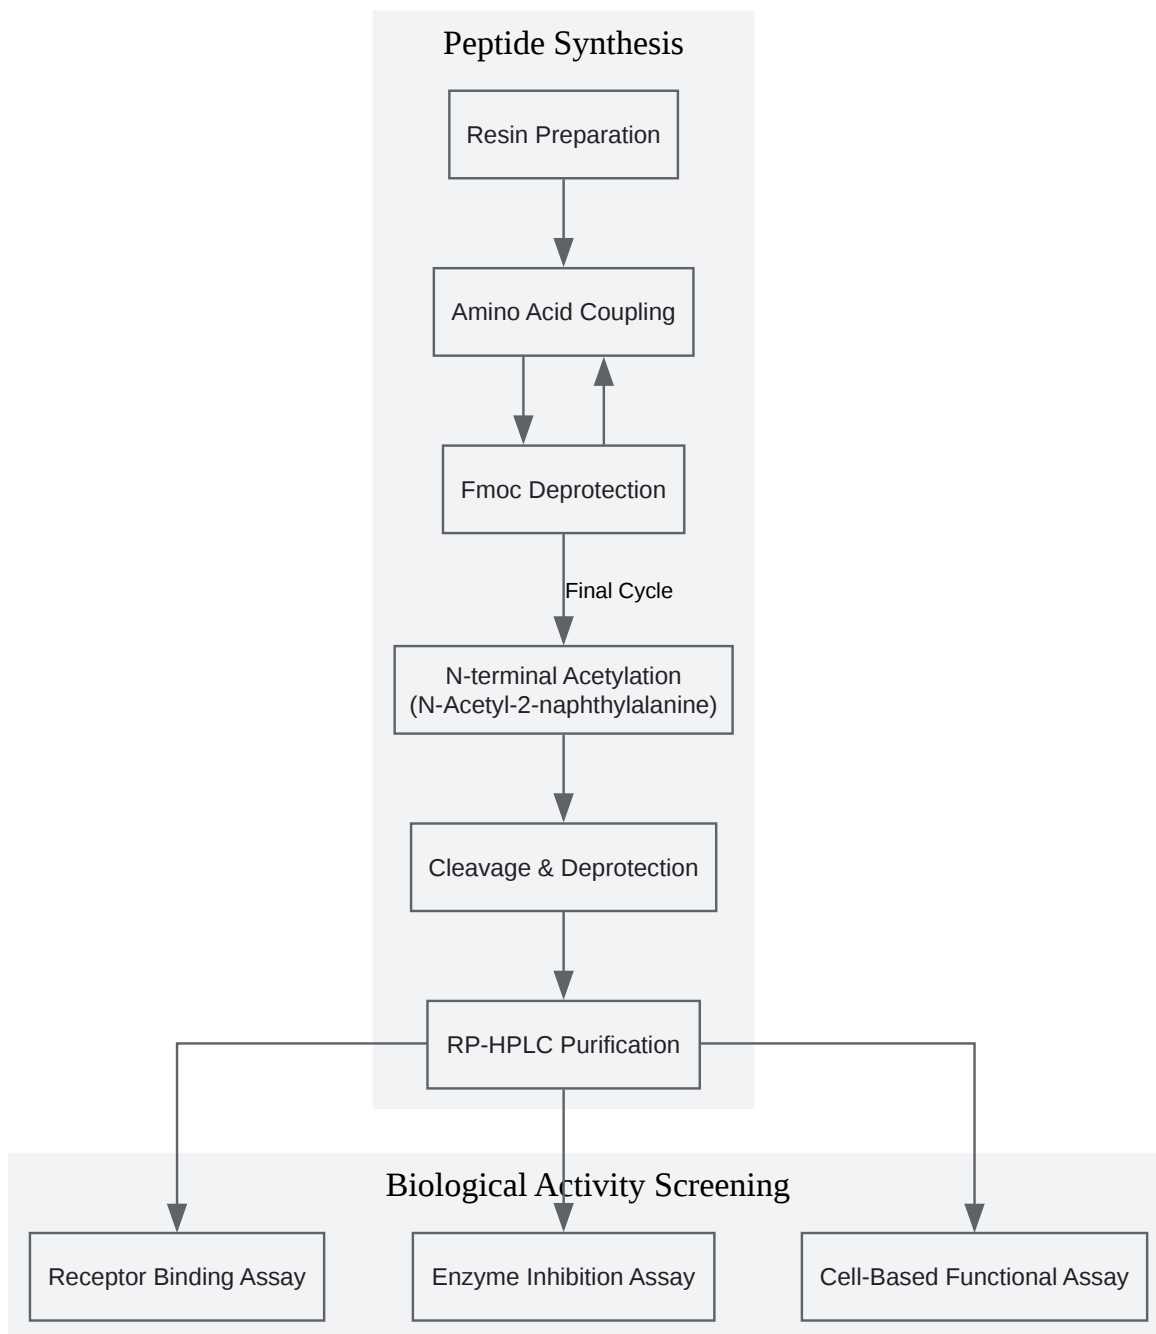 Peptide Synthesis
Resin Preparation
Amino Acid Coupling
Fmoc Deprotection
Final Cycle
N-terminal Acetylation
(N-Acetyl-2-naphthylalanine)
Cleavage & Deprotection
RP-HPLC Purification
Biological Activity Screening
Receptor Binding Assay
Enzyme Inhibition Assay
Cell-Based Functional Assay